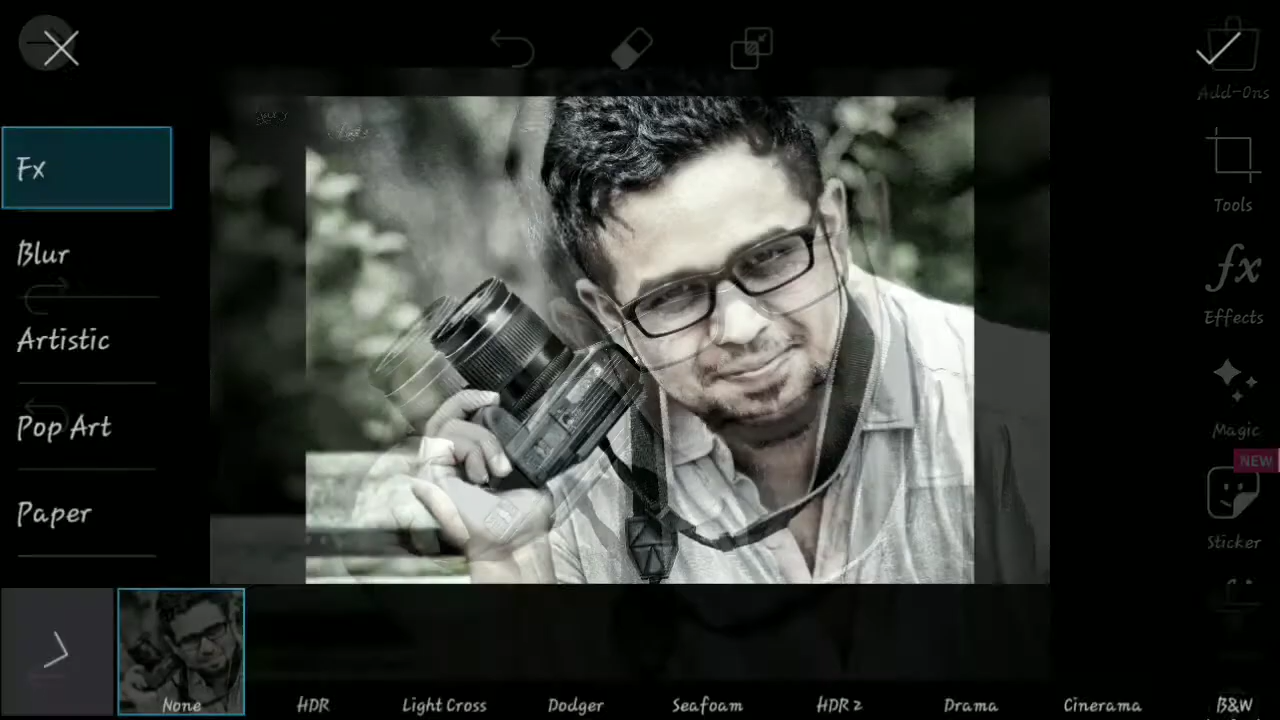 Add-Ons
Fx
Blur
Artistic
Pop Art
Paper
Tools
Effects
Magic
NEW
Sticker
None
HDR
Light Cross
Dodger
Seafoam
HDR 2
Drama
Cinerama
B&W
fx